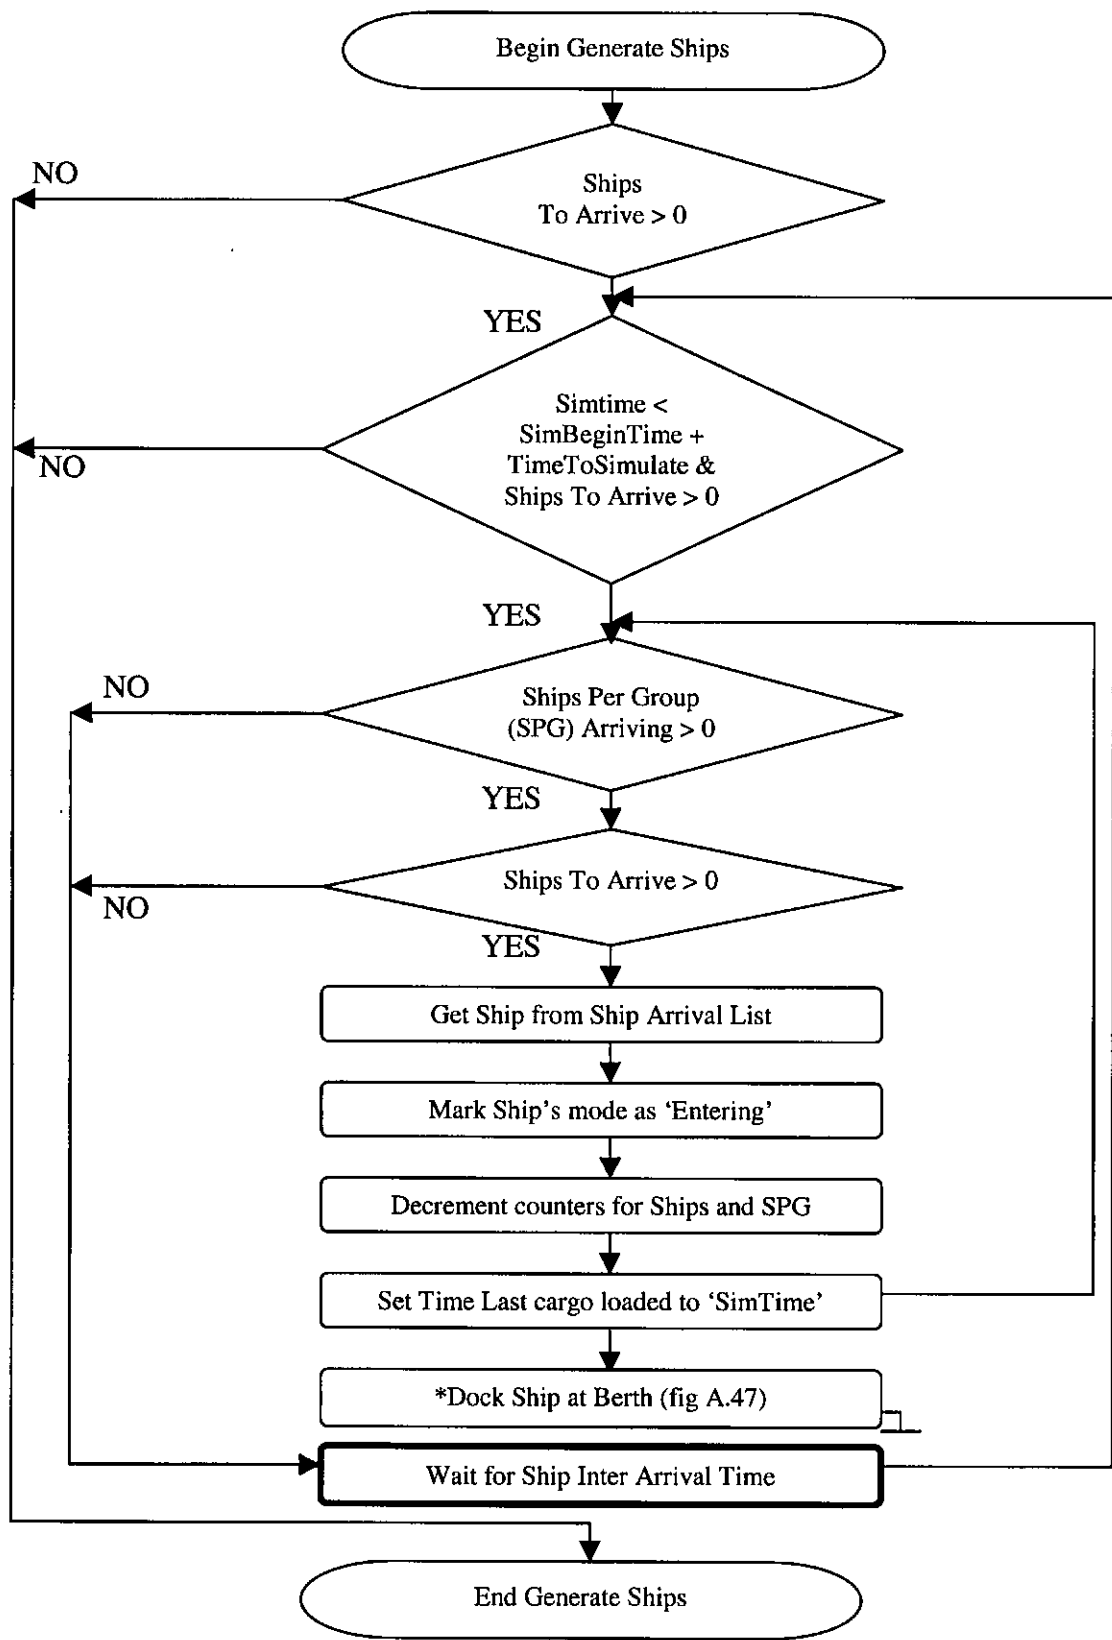 Begin Generate Ships
NO
Ships
To Arrive > 0
YES
Simtime <
SimBeginTime +
TimeToSimulate &
Ships To Arrive > 0
NO
YES
NO
Ships Per Group
(SPG) Arriving > 0
YES
Ships To Arrive > 0
NO
YES
Get Ship from Ship Arrival List
Mark Ship's mode as ‘Entering’
Decrement counters for Ships and SPG
Set Time Last cargo loaded to ‘SimTime’
*Dock Ship at Berth (fig A.47)
Wait for Ship Inter Arrival Time
End Generate Ships